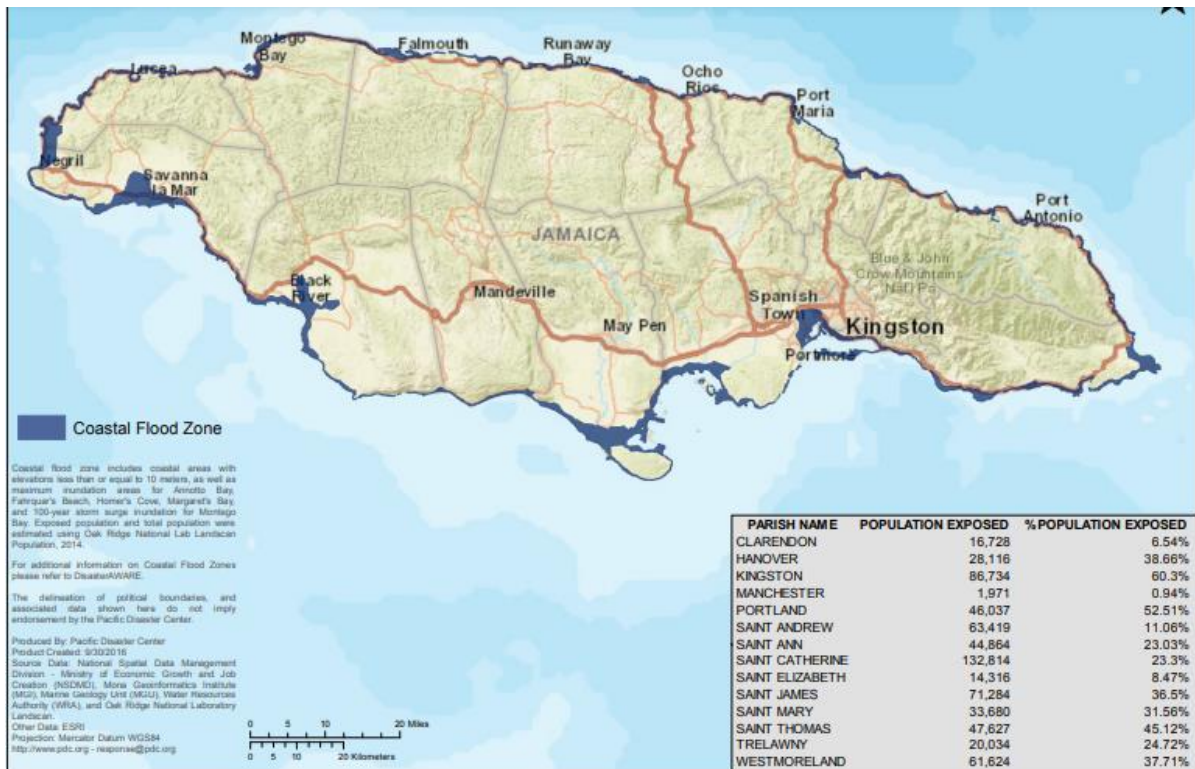 Montego
Bay
Falmouth
Runaway
Bay
Ocho
Rios
Port
Maria
Lucea
Negril
Savanna
La Mar
Port
Antonio
JAMAICA
Blue & John
Crow Mountains
Nat'l Pa
Black
River
Mandeville
Spanish
Town
May Pen
Kingston
Portmore
Coastal Flood Zone
Coastal flood zone includes coastal areas with
elevations less than or equal to 10 meters, as well as
maximum inundation areas for Annotto Bay,
Farquar's Beach, Homer's Cove, Margaret's Bay,
and 100-year storm surge inundation for Montego
Bay. Exposed population and total population were
estimated using Oak Ridge National Lab Landscan
Population, 2014.
For additional information on Coastal Flood Zones
please refer to DisasterAWARE.
The delineation of political boundaries, and
associated data shown here do not imply
endorsement by the Pacific Disaster Center.
Produced By: Pacific Disaster Center
Product Created: 9/30/2016
Source Data: National Spatial Data Management
Division - Ministry of Economic Growth and Job
Creation (NSDMD), Mona Geoinformatics Institute
(MGI), Marine Geology Unit (MGU), Water Resources
Authority (WRA), and Oak Ridge National Laboratory
Landscan.
Other Data: ESRI
Projection: Mercator Datum WGS84
http://www.pdc.org - response@pdc.org
0 5 10 20 Miles
0 5 10 20 Kilometers
PARISH NAME POPULATION EXPOSED %POPULATION EXPOSED
CLARENDON 16,728 6.54%
HANOVER 28,116 38.66%
KINGSTON 86,734 60.3%
MANCHESTER 1,971 0.94%
PORTLAND 46,037 52.51%
SAINT ANDREW 63,419 11.06%
SAINT ANN 44,864 23.03%
SAINT CATHERINE 132,814 23.3%
SAINT ELIZABETH 14,316 8.47%
SAINT JAMES 71,284 36.5%
SAINT MARY 33,680 31.56%
SAINT THOMAS 47,627 45.12%
TRELAWNY 20,034 24.72%
WESTMORELAND 61,624 37.71%